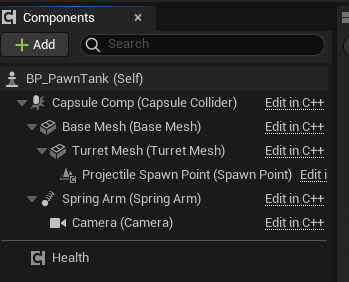 Components
Add
Search
BP_PawnTank (Self)
Capsule Comp (Capsule Collider) Edit in C++
Base Mesh (Base Mesh) Edit in C++
Turret Mesh (Turret Mesh) Edit in C++
Projectile Spawn Point (Spawn Point) Edit i
Spring Arm (Spring Arm) Edit in C++
Camera (Camera) Edit in C++
Health